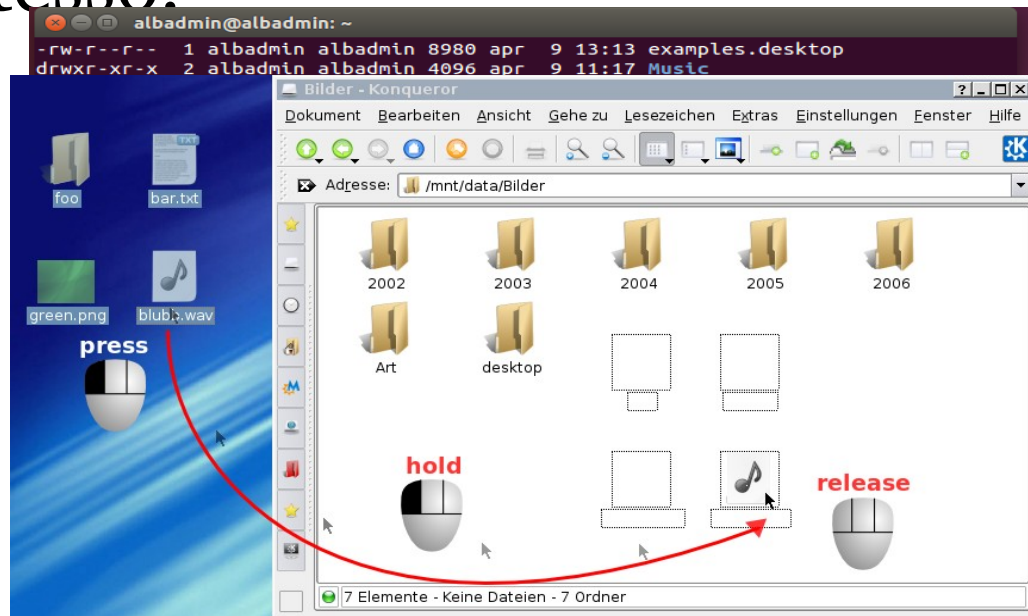 albadmin@albadmin: ~
-rw-r--r-- 1 albadmin albadmin 8980 apr 9 13:13 examples.desktop
drwxr-xr-x 2 albadmin albadmin 4096 apr 9 11:17 Music
Bilder - Konqueror
Dokument Bearbeiten Ansicht Gehe zu Lesezeichen Extras Einstellungen Fenster Hilfe
Adresse: /mnt/data/Bilder
foo bar.txt
2002 2003 2004 2005 2006
green.png blubb.wav
press
Art desktop
hold
release
7 Elemente - Keine Dateien - 7 Ordner